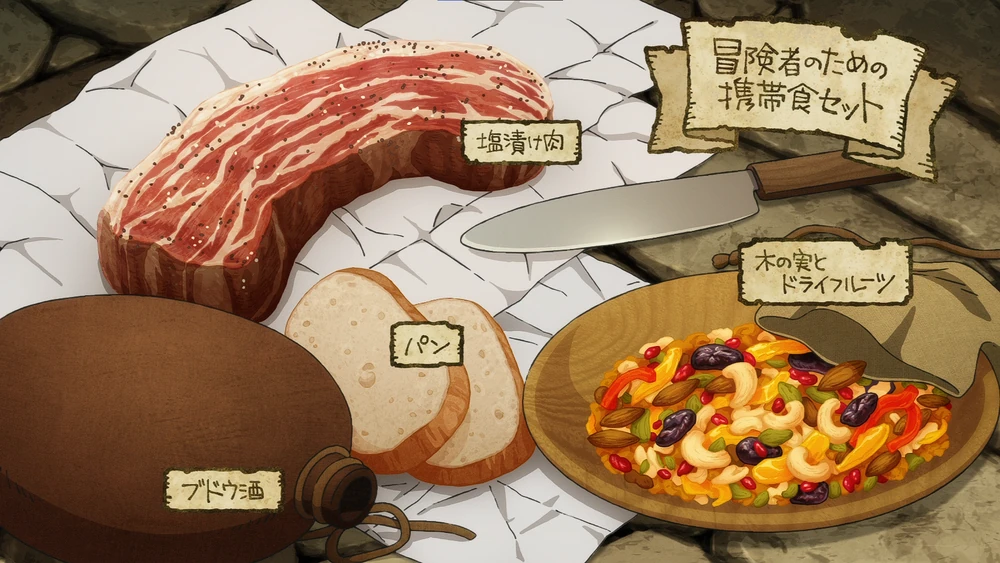 冒険者のための
携帯食セット
塩漬け肉
木の実と
ドライフルーツ
パン
ブドウ酒